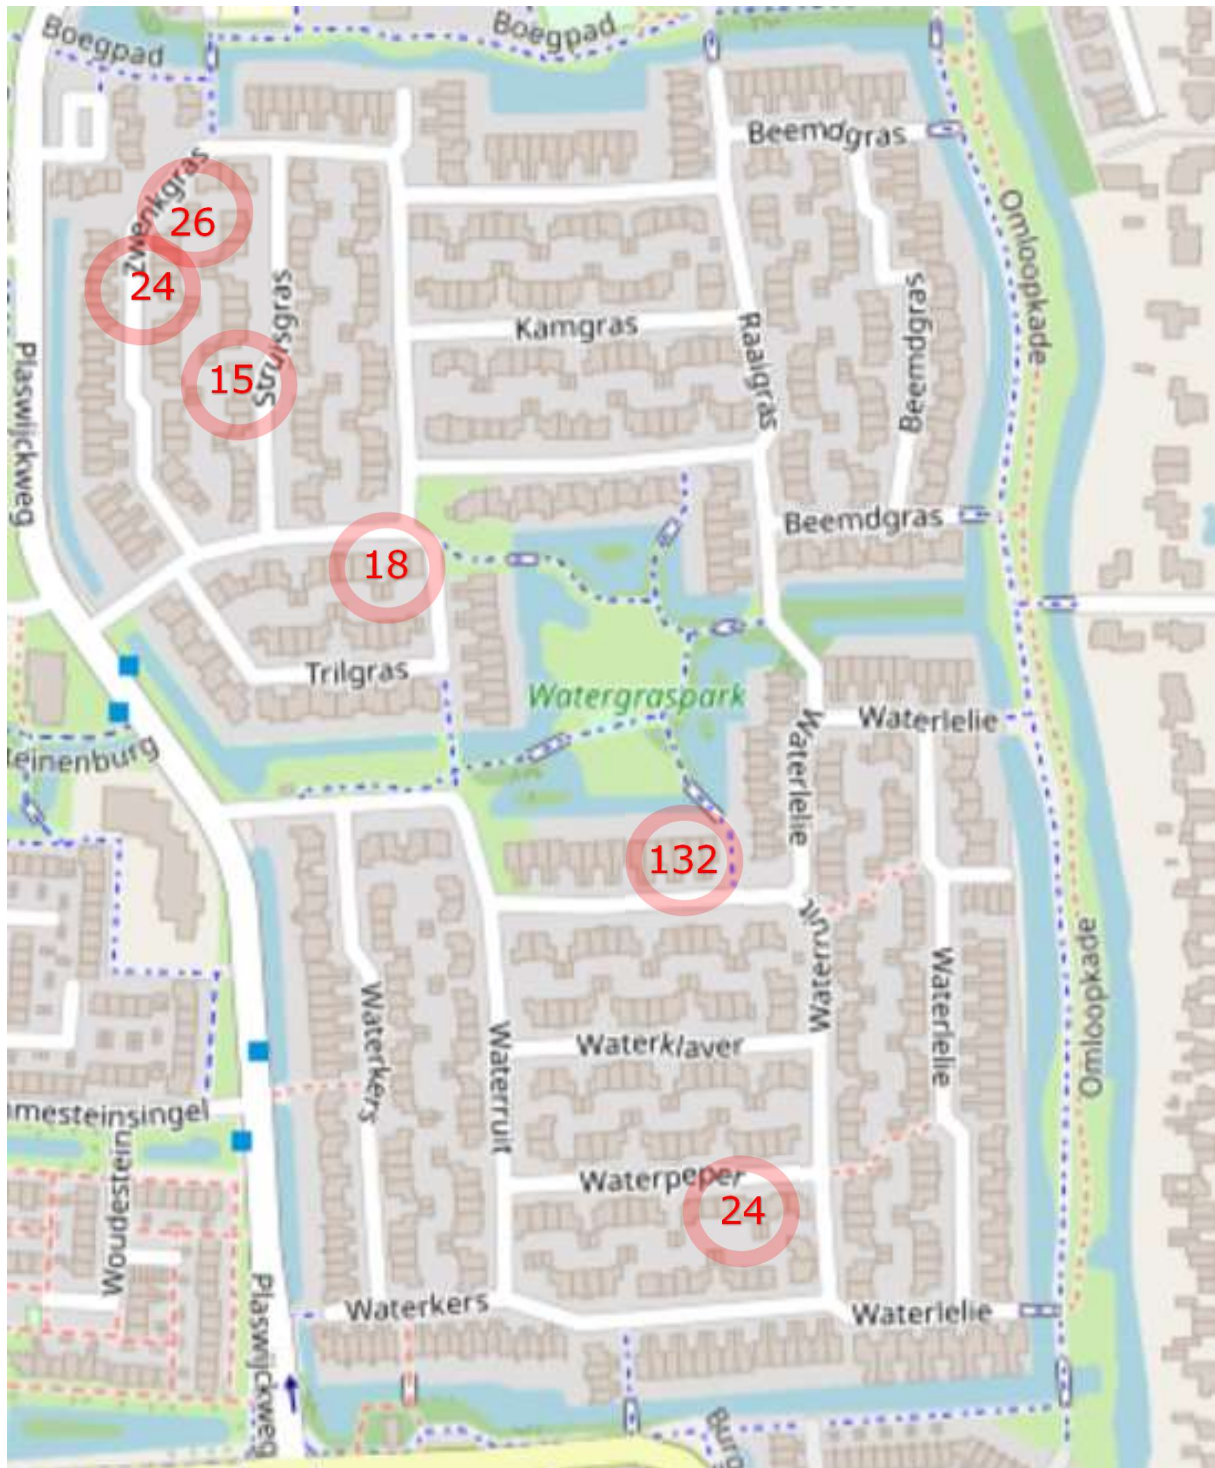 Boegpad
Boegpad
Beemdgras
Zwenkgras
26
24
Omloopkade
Struisgras
Kamgras
Raaigras
Beemdgras
Plaswijckweg
15
Beemdgras
18
Trilgras
Watergraspark
Waterlelie
Waterlelie
einenburg
132
Waterruit
Waterlelie
Omloopkade
Waterkers
Waterruit
Waterklaver
mesteinsingel
Woudestein
Waterpeper
24
Waterkers
Waterlelie
Plaswijckweg
Burg